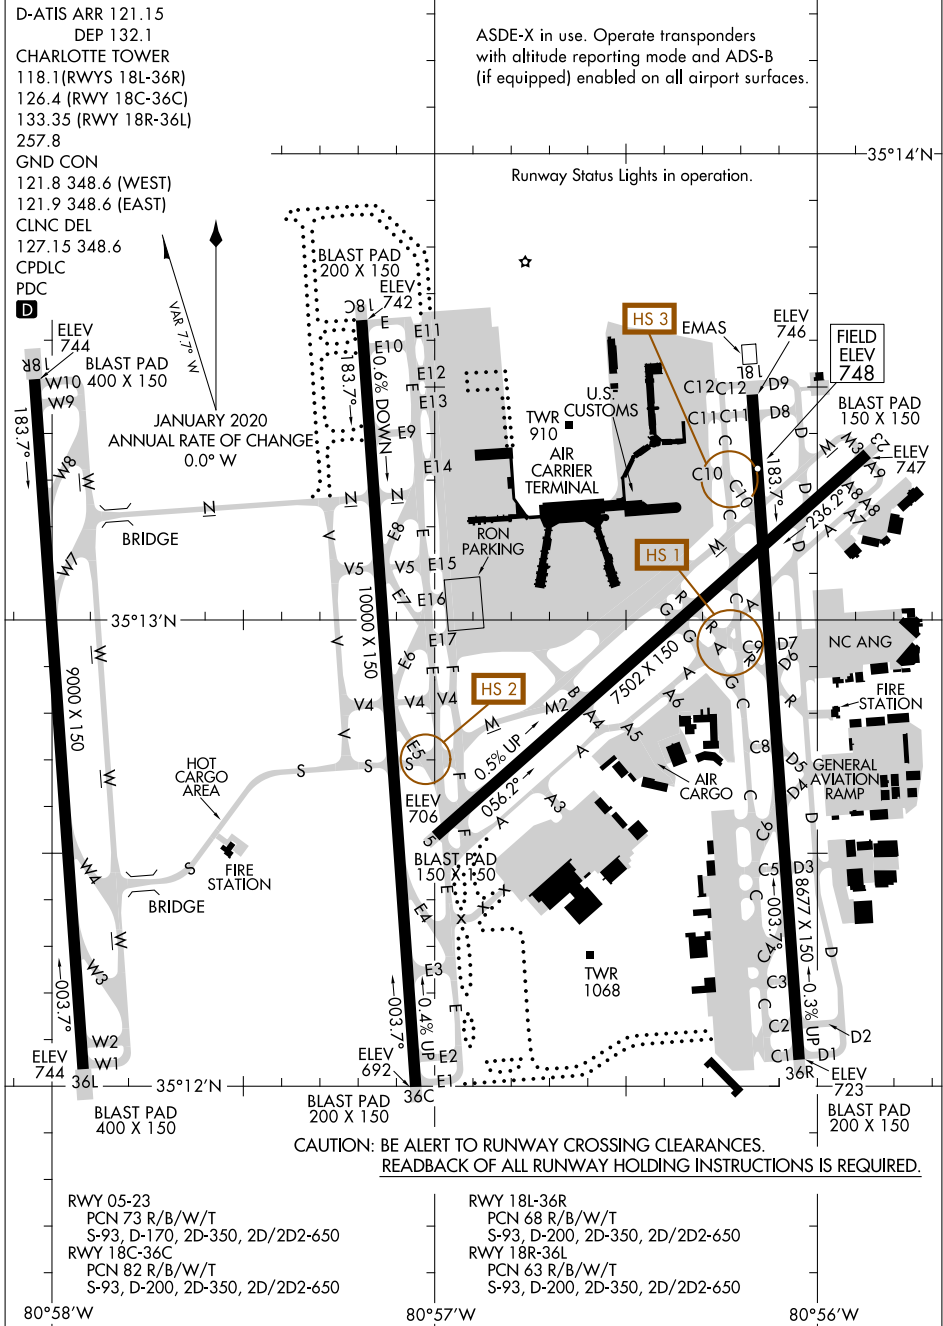 D-ATIS ARR 121.15
DEP 132.1
CHARLOTTE TOWER
118.1(RWYS 18L-36R)
126.4 (RWY 18C-36C)
133.35 (RWY 18R-36L)
257.8
GND CON
121.8 348.6 (WEST)
121.9 348.6 (EAST)
CLNC DEL
127.15 348.6
CPDLC
PDC
D
ASDE-X in use. Operate transponders
with altitude reporting mode and ADS-B
(if equipped) enabled on all airport surfaces.
35°14'N
Runway Status Lights in operation.
VAR 7.7° W
JANUARY 2020
ANNUAL RATE OF CHANGE
0.0° W
BLAST PAD
200 X 150
ELEV
742
18C
ELEV
744
18R
BLAST PAD
400 X 150
W10
W9
183.7°
W8
W
W7
BRIDGE
N
N
N
35°13'N
9000 X 150
W
W
HOT
CARGO
AREA
FIRE
STATION
S
S
S
S
W4
BRIDGE
W
W3
003.7°
W2
W1
ELEV
744
36L
BLAST PAD
400 X 150
35°12'N
E
E11
E10
E12
E
E13
E9
E14
183.7°
0.6% DOWN
E8
E
V
V5
V5
E15
E7
E16
10000 X 150
V
E17
E6
F
V4
V4
V4
V
E5
HS 2
F
ELEV
706
5
F
BLAST PAD
150 X 150
E
E4
X
X
X
E3
003.7°
0.4% UP
E
E2
E1
ELEV
692
36C
BLAST PAD
200 X 150
HS 3
EMAS
18L
ELEV
746
FIELD
ELEV
748
BLAST PAD
150 X 150
U.S.
CUSTOMS
TWR
910
AIR
CARRIER
TERMINAL
RON
PARKING
C12
C12
D9
C11
C11
D8
C
D
C10
C10
C
M
M3
23
ELEV
747
A9
A8
A8
A7
183.7°
D
236.2°
A
D
M
HS 1
R
G
G
R
C
A
7502 X 150
A
R
C9
D7
D6
NC ANG
G
C
R
FIRE
STATION
A
A6
B
M2
A4
A5
M
0.5% UP
056.2°
A
A3
A
AIR
CARGO
C8
D5
D4
GENERAL
AVIATION
RAMP
C
C6
D
C5
D3
8677 X 150
C
003.7°
C4
D
C3
C
0.3% UP
C2
D2
C1
D1
36R
ELEV
723
BLAST PAD
200 X 150
TWR
1068
CAUTION: BE ALERT TO RUNWAY CROSSING CLEARANCES.
READBACK OF ALL RUNWAY HOLDING INSTRUCTIONS IS REQUIRED.
RWY 05-23
PCN 73 R/B/W/T
S-93, D-170, 2D-350, 2D/2D2-650
RWY 18C-36C
PCN 82 R/B/W/T
S-93, D-200, 2D-350, 2D/2D2-650
RWY 18L-36R
PCN 68 R/B/W/T
S-93, D-200, 2D-350, 2D/2D2-650
RWY 18R-36L
PCN 63 R/B/W/T
S-93, D-200, 2D-350, 2D/2D2-650
80°58'W
80°57'W
80°56'W